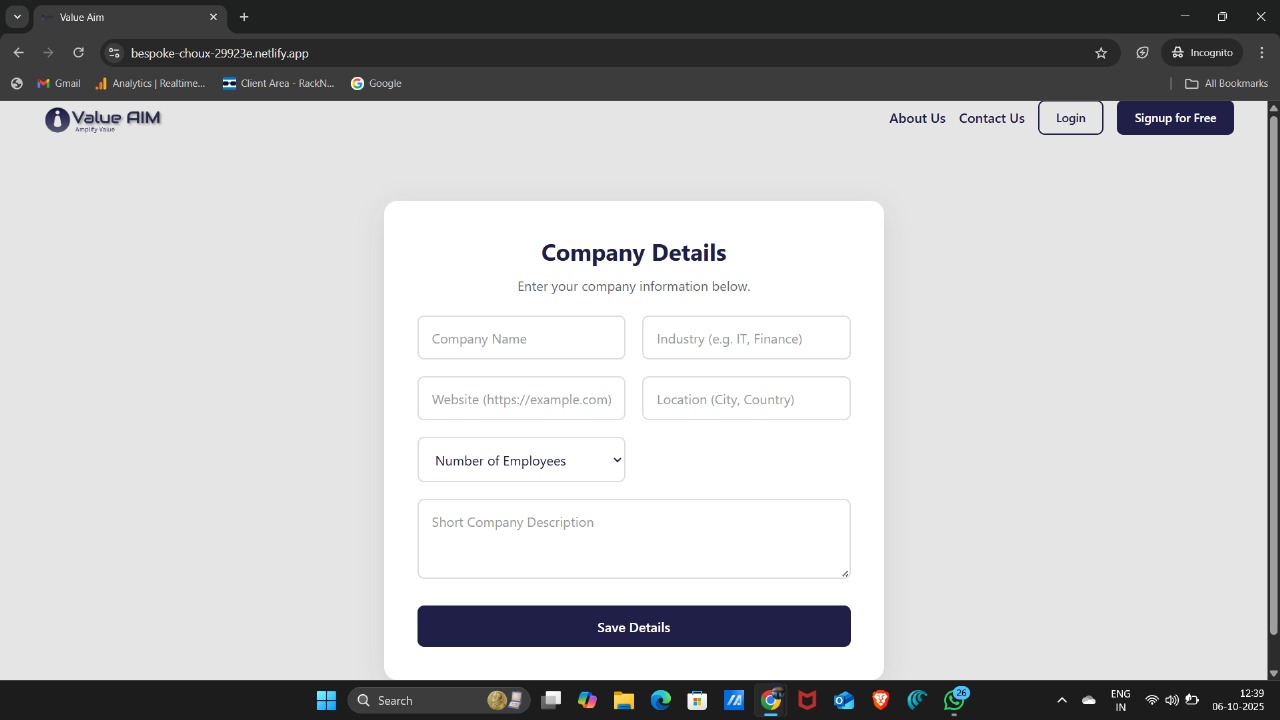 Value Aim
bespoke-choux-29923e.netlify.app
Incognito
Gmail
Analytics | Realtime...
Client Area - RackN...
Google
All Bookmarks
Value AIM
Amplify Value
About Us
Contact Us
Login
Signup for Free
Company Details
Enter your company information below.
Company Name
Industry (e.g. IT, Finance)
Website (https://example.com)
Location (City, Country)
Number of Employees
Short Company Description
Save Details
Search
26
ENG
IN
12:39
06-10-2025